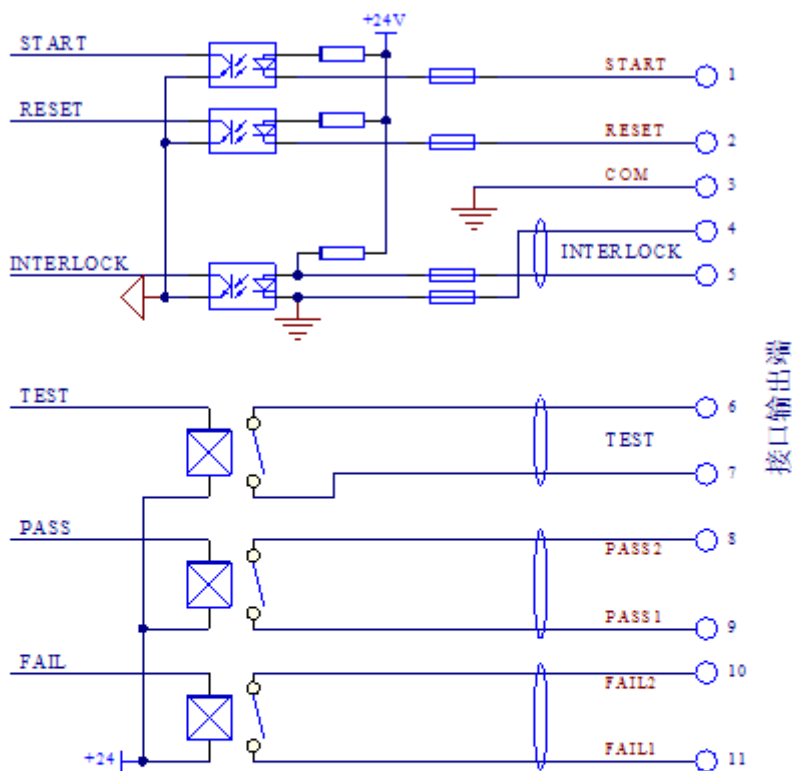 +24V
START
START
1
RESET
RESET
2
COM
3
4
INTERLOCK
INTERLOCK
5
接口输出端
TEST
6
TEST
7
PASS
8
PASS2
PASS1
9
FAIL
10
FAIL2
+24
FAIL1
11